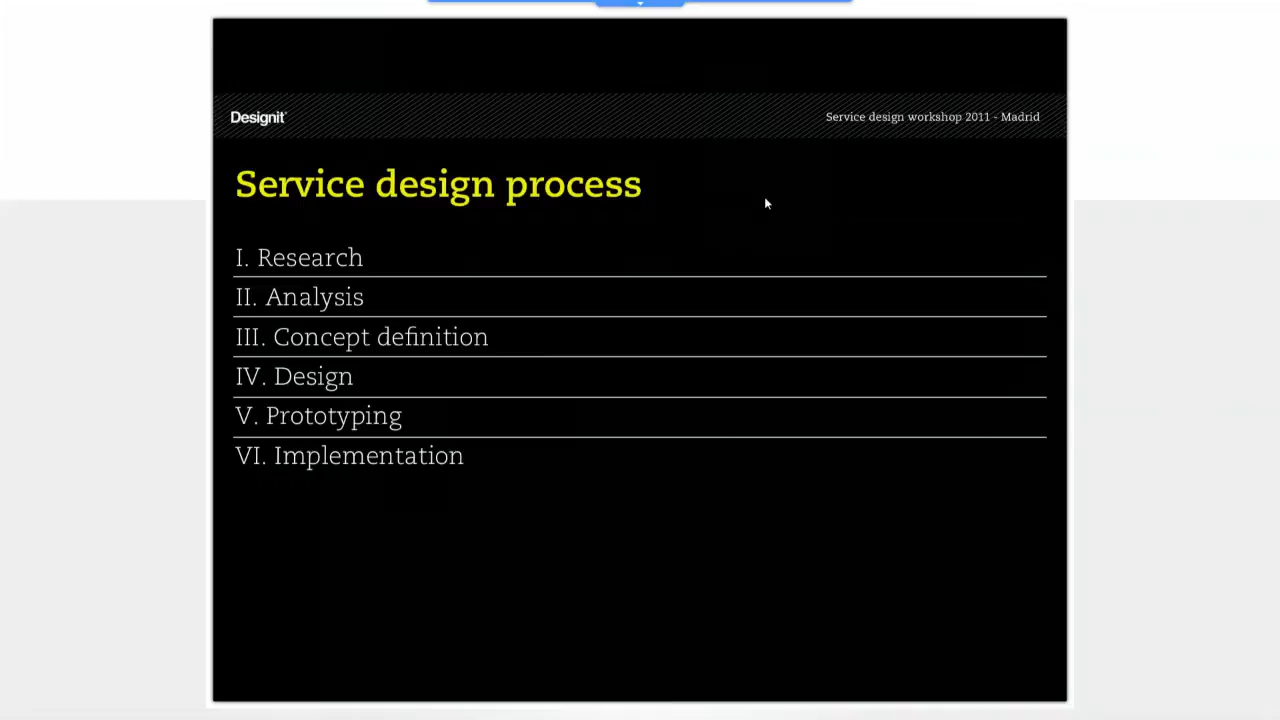 Designit
Service design workshop 2011 - Madrid
Service design process
I. Research
II. Analysis
III. Concept definition
IV. Design
V. Prototyping
VI. Implementation